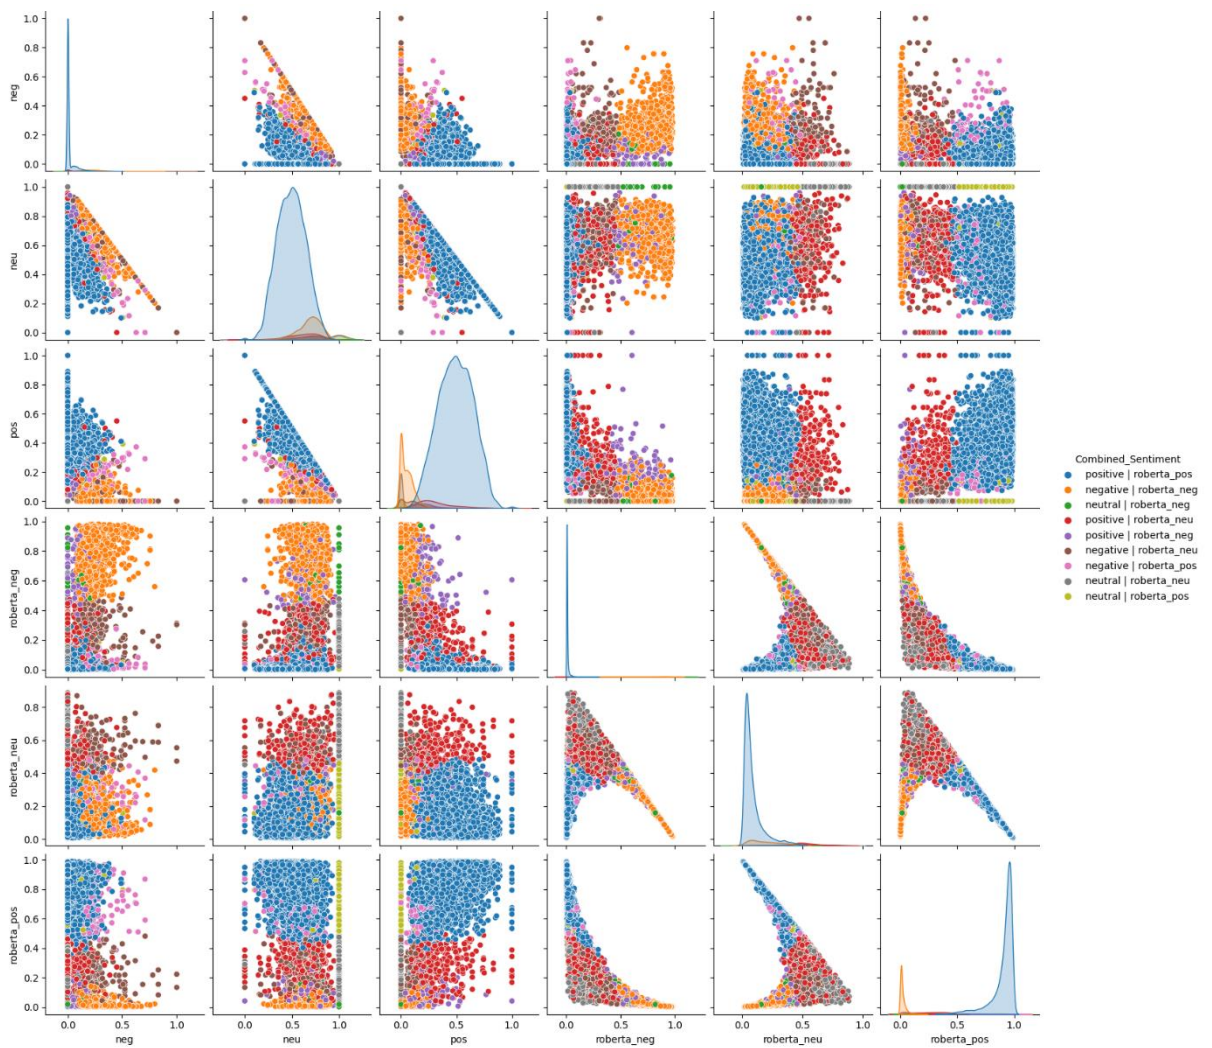 1.0
0.8
0.6
0.4
0.2
0.0
neg
1.0
0.8
0.6
0.4
0.2
0.0
neu
1.0
0.8
0.6
0.4
0.2
0.0
pos
1.0
0.8
0.6
0.4
0.2
0.0
roberta_neg
0.8
0.6
0.4
0.2
0.0
roberta_neu
1.0
0.8
0.6
0.4
0.2
0.0
roberta_pos
0.0 0.5 1.0
neg
0.0 0.5 1.0
neu
0.0 0.5 1.0
pos
0.0 0.5 1.0
roberta_neg
0.0 0.5 1.0
roberta_neu
0.0 0.5 1.0
roberta_pos
Combined_Sentiment
positive | roberta_pos
negative | roberta_neg
neutral | roberta_neg
positive | roberta_neu
positive | roberta_neg
negative | roberta_neu
negative | roberta_pos
neutral | roberta_neu
neutral | roberta_pos